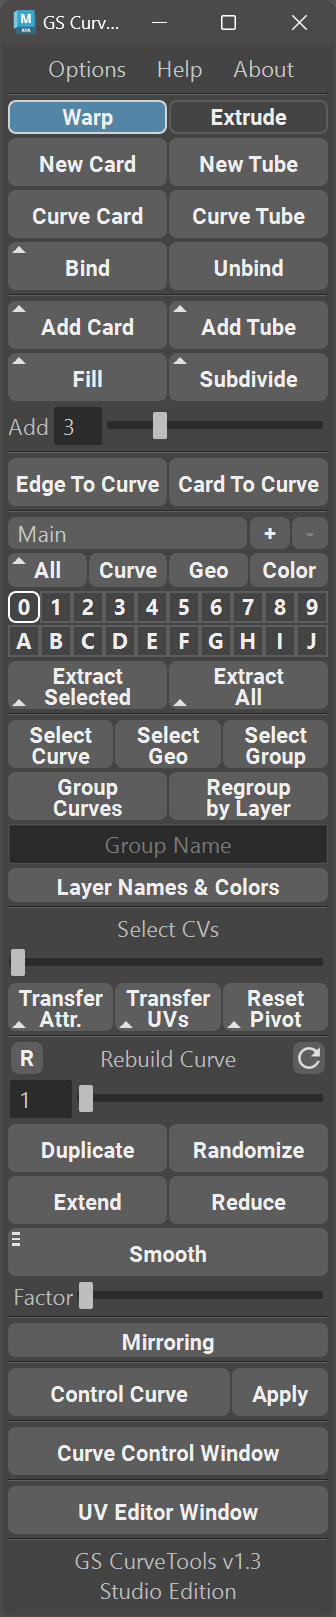 GS Curv...
Options Help About
Warp Extrude
New Card New Tube
Curve Card Curve Tube
Bind Unbind
Add Card Add Tube
Fill Subdivide
Add 3
Edge To Curve Card To Curve
Main + -
All Curve Geo Color
0 1 2 3 4 5 6 7 8 9
A B C D E F G H I J
Extract Selected Extract All
Select Curve Select Geo Select Group
Group Curves Regroup by Layer
Group Name
Layer Names & Colors
Select CVs
Transfer Attr. Transfer UVs Reset Pivot
R Rebuild Curve
1
Duplicate Randomize
Extend Reduce
Smooth
Factor
Mirroring
Control Curve Apply
Curve Control Window
UV Editor Window
GS CurveTools v1.3
Studio Edition